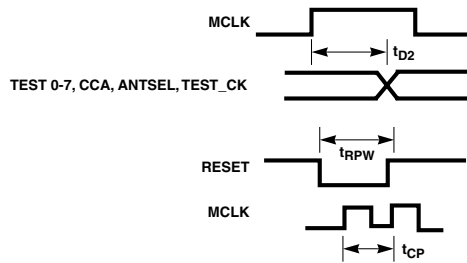 MCLK
tD2
TEST 0-7, CCA, ANTSEL, TEST_CK
tRPW
RESET
MCLK
tCP